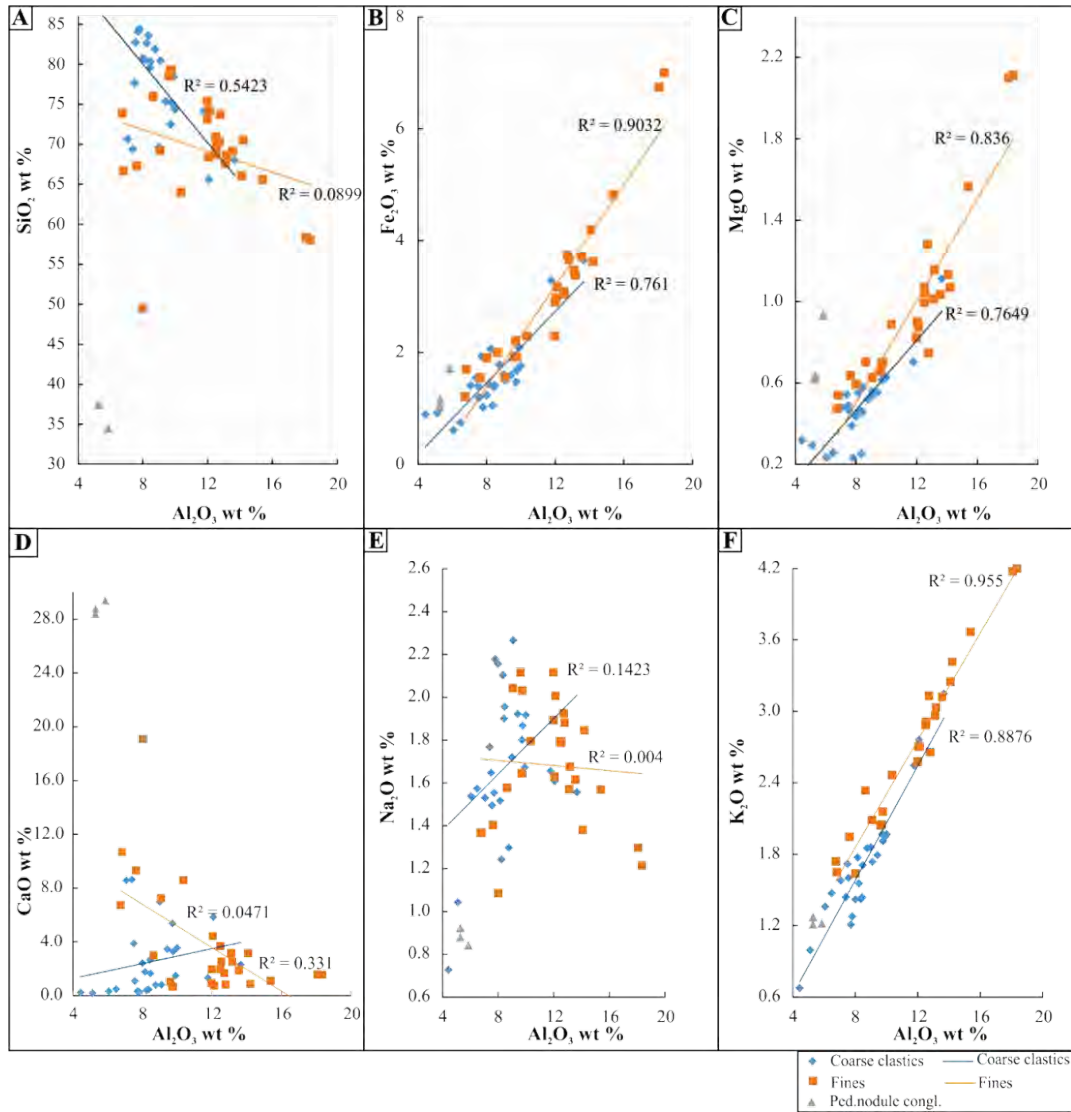 A
85
80
75
70
65
60
55
50
45
40
35
30
SiO₂ wt %
R² = 0.5423
R² = 0.0899
4 8 12 16 20
Al₂O₃ wt %
B
8
6
4
2
0
Fe₂O₃ wt %
R² = 0.9032
R² = 0.761
4 8 12 16 20
Al₂O₃ wt %
C
2.2
1.8
1.4
1.0
0.6
0.2
MgO wt %
R² = 0.836
R² = 0.7649
4 8 12 16 20
Al₂O₃ wt %
D
28.0
24.0
20.0
16.0
12.0
8.0
4.0
0.0
CaO wt %
R² = 0.0471
R² = 0.331
4 8 12 16 20
Al₂O₃ wt %
E
2.6
2.4
2.2
2.0
1.8
1.6
1.4
1.2
1.0
0.8
0.6
Na₂O wt %
R² = 0.1423
R² = 0.004
4 8 12 16 20
Al₂O₃ wt %
F
4.2
3.6
3.0
2.4
1.8
1.2
0.6
K₂O wt %
R² = 0.955
R² = 0.8876
4 8 12 16 20
Al₂O₃ wt %
Coarse clastics Coarse clastics
Fines Fines
Ped.nodule congl.